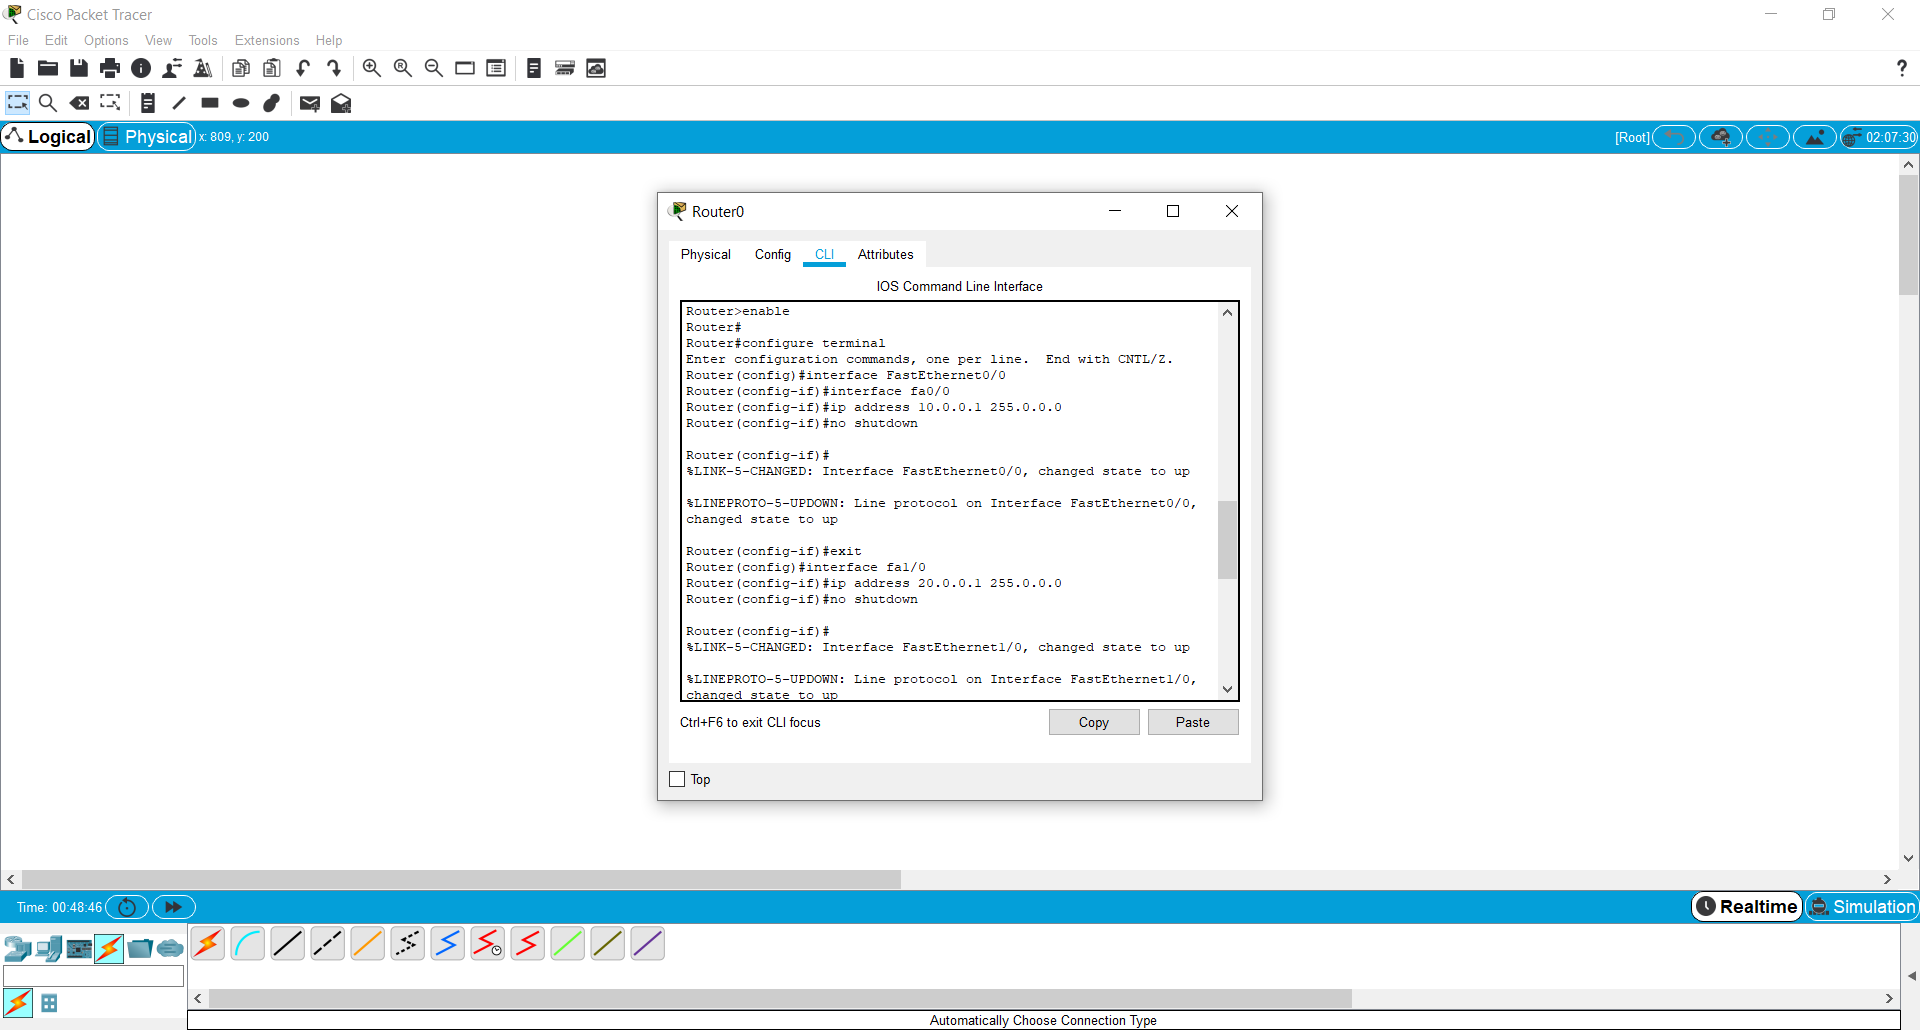 Cisco Packet Tracer
File Edit Options View Tools Extensions Help
?
Logical Physical x: 809, y: 200 [Root] 02:07:30
Router0
Physical Config CLI Attributes
IOS Command Line Interface
Router>enable
Router#
Router#configure terminal
Enter configuration commands, one per line.  End with CNTL/Z.
Router(config)#interface FastEthernet0/0
Router(config-if)#interface fa0/0
Router(config-if)#ip address 10.0.0.1 255.0.0.0
Router(config-if)#no shutdown
Router(config-if)#
%LINK-5-CHANGED: Interface FastEthernet0/0, changed state to up
%LINEPROTO-5-UPDOWN: Line protocol on Interface FastEthernet0/0,
changed state to up
Router(config-if)#exit
Router(config)#interface fa1/0
Router(config-if)#ip address 20.0.0.1 255.0.0.0
Router(config-if)#no shutdown
Router(config-if)#
%LINK-5-CHANGED: Interface FastEthernet1/0, changed state to up
%LINEPROTO-5-UPDOWN: Line protocol on Interface FastEthernet1/0,
changed state to up
Ctrl+F6 to exit CLI focus Copy Paste
Top
Time: 00:48:46 Realtime Simulation
Automatically Choose Connection Type